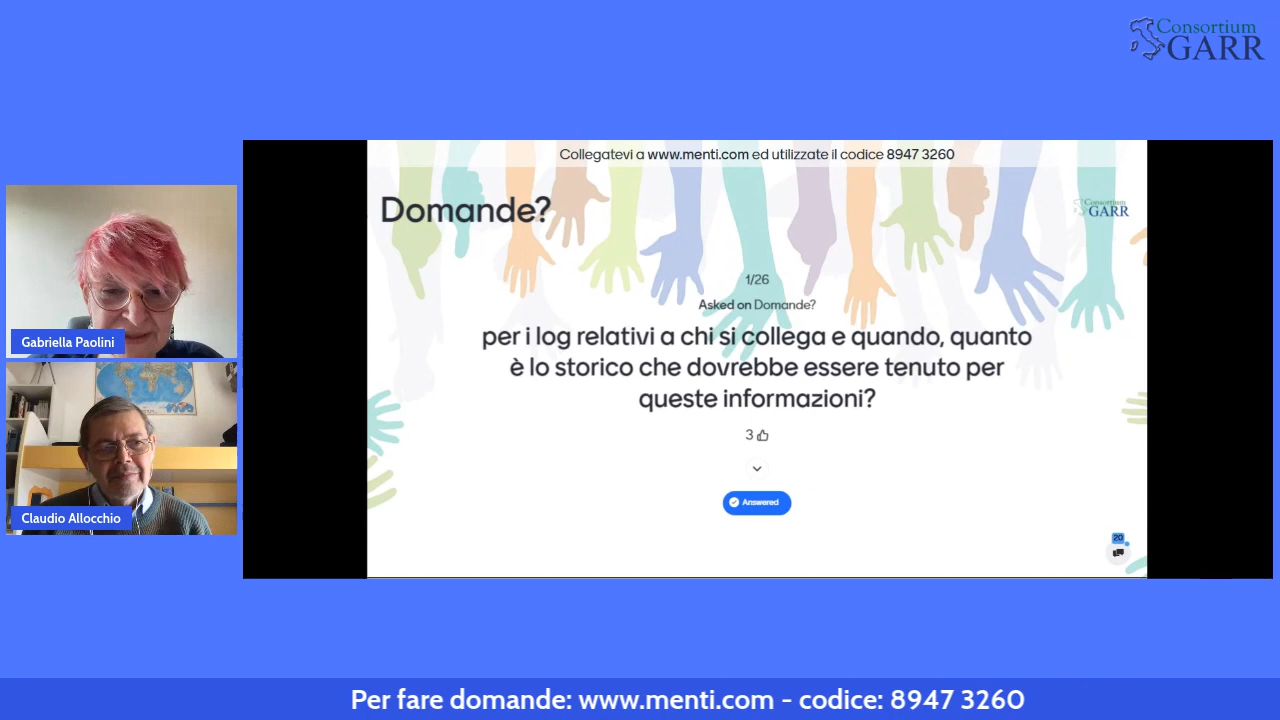 Consortium
GARR
Collegatevi a www.menti.com ed utilizzate il codice 8947 3260
Domande?
Consortium
GARR
1/26
Asked on Domande?
per i log relativi a chi si collega e quando, quanto
è lo storico che dovrebbe essere tenuto per
queste informazioni?
3
Answered
20
Gabriella Paolini
Claudio Allocchio
Per fare domande: www.menti.com - codice: 8947 3260